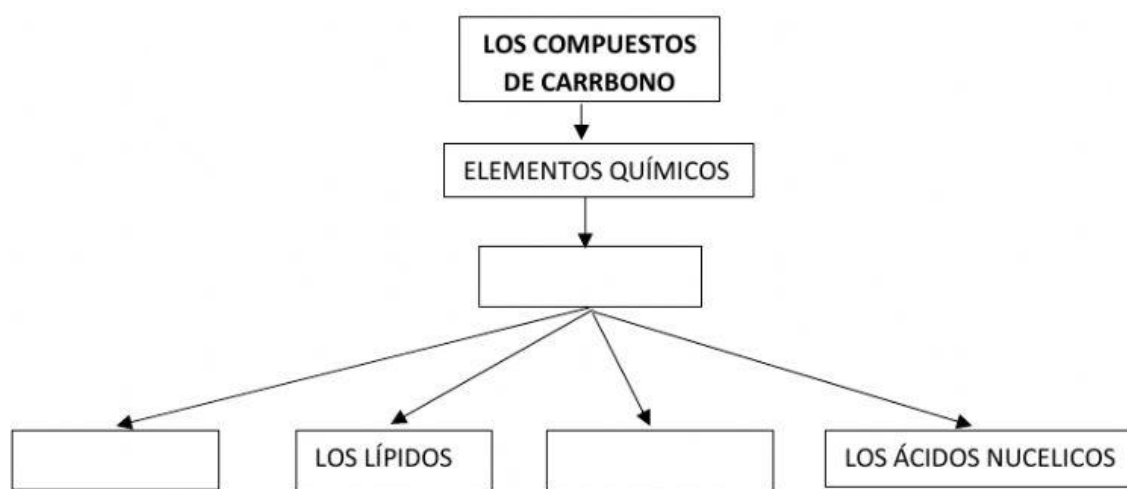 LOS COMPUESTOS
DE CARRBONO
ELEMENTOS QUÍMICOS
LOS LÍPIDOS
LOS ÁCIDOS NUCELICOS